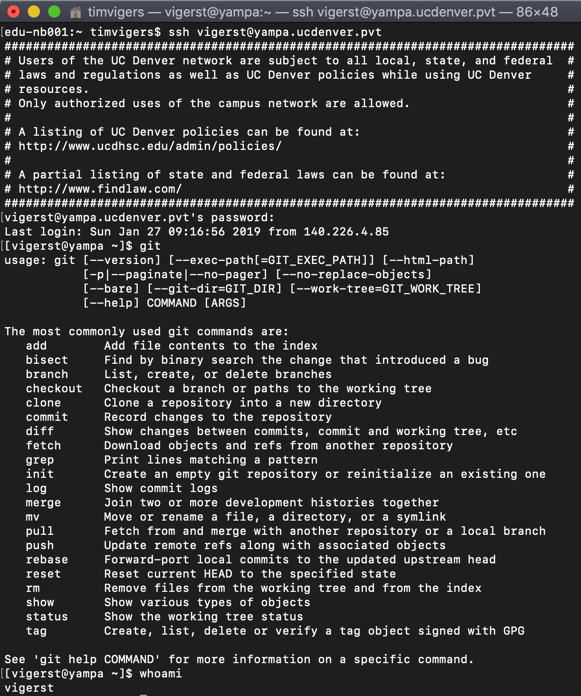 timvigers — vigerst@yampa:~ — ssh vigerst@yampa.ucdenver.pvt — 86×48
[edu-nb001:~ timvigers$ ssh vigerst@yampa.ucdenver.pvt
################################################################################
# Users of the UC Denver network are subject to all local, state, and federal  #
# laws and regulations as well as UC Denver policies while using UC Denver     #
# resources.                                                                   #
# Only authorized uses of the campus network are allowed.                      #
#                                                                              #
# A listing of UC Denver policies can be found at:                             #
# http://www.ucdhsc.edu/admin/policies/                                        #
#                                                                              #
# A partial listing of state and federal laws can be found at:                 #
# http://www.findlaw.com/                                                      #
################################################################################
[vigerst@yampa.ucdenver.pvt's password:
Last login: Sun Jan 27 09:16:56 2019 from 140.226.4.85
[[vigerst@yampa ~]$ git
usage: git [--version] [--exec-path[=GIT_EXEC_PATH]] [--html-path]
           [-p|--paginate|--no-pager] [--no-replace-objects]
           [--bare] [--git-dir=GIT_DIR] [--work-tree=GIT_WORK_TREE]
           [--help] COMMAND [ARGS]

The most commonly used git commands are:
   add        Add file contents to the index
   bisect     Find by binary search the change that introduced a bug
   branch     List, create, or delete branches
   checkout   Checkout a branch or paths to the working tree
   clone      Clone a repository into a new directory
   commit     Record changes to the repository
   diff       Show changes between commits, commit and working tree, etc
   fetch      Download objects and refs from another repository
   grep       Print lines matching a pattern
   init       Create an empty git repository or reinitialize an existing one
   log        Show commit logs
   merge      Join two or more development histories together
   mv         Move or rename a file, a directory, or a symlink
   pull       Fetch from and merge with another repository or a local branch
   push       Update remote refs along with associated objects
   rebase     Forward-port local commits to the updated upstream head
   reset      Reset current HEAD to the specified state
   rm         Remove files from the working tree and from the index
   show       Show various types of objects
   status     Show the working tree status
   tag        Create, list, delete or verify a tag object signed with GPG

See 'git help COMMAND' for more information on a specific command.
[[vigerst@yampa ~]$ whoami
vigerst